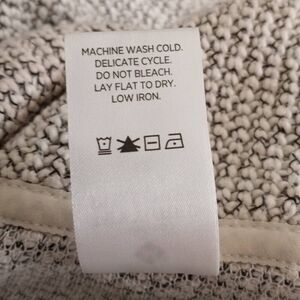 MACHINE WASH COLD.
DELICATE CYCLE.
DO NOT BLEACH.
LAY FLAT TO DRY.
LOW IRON.